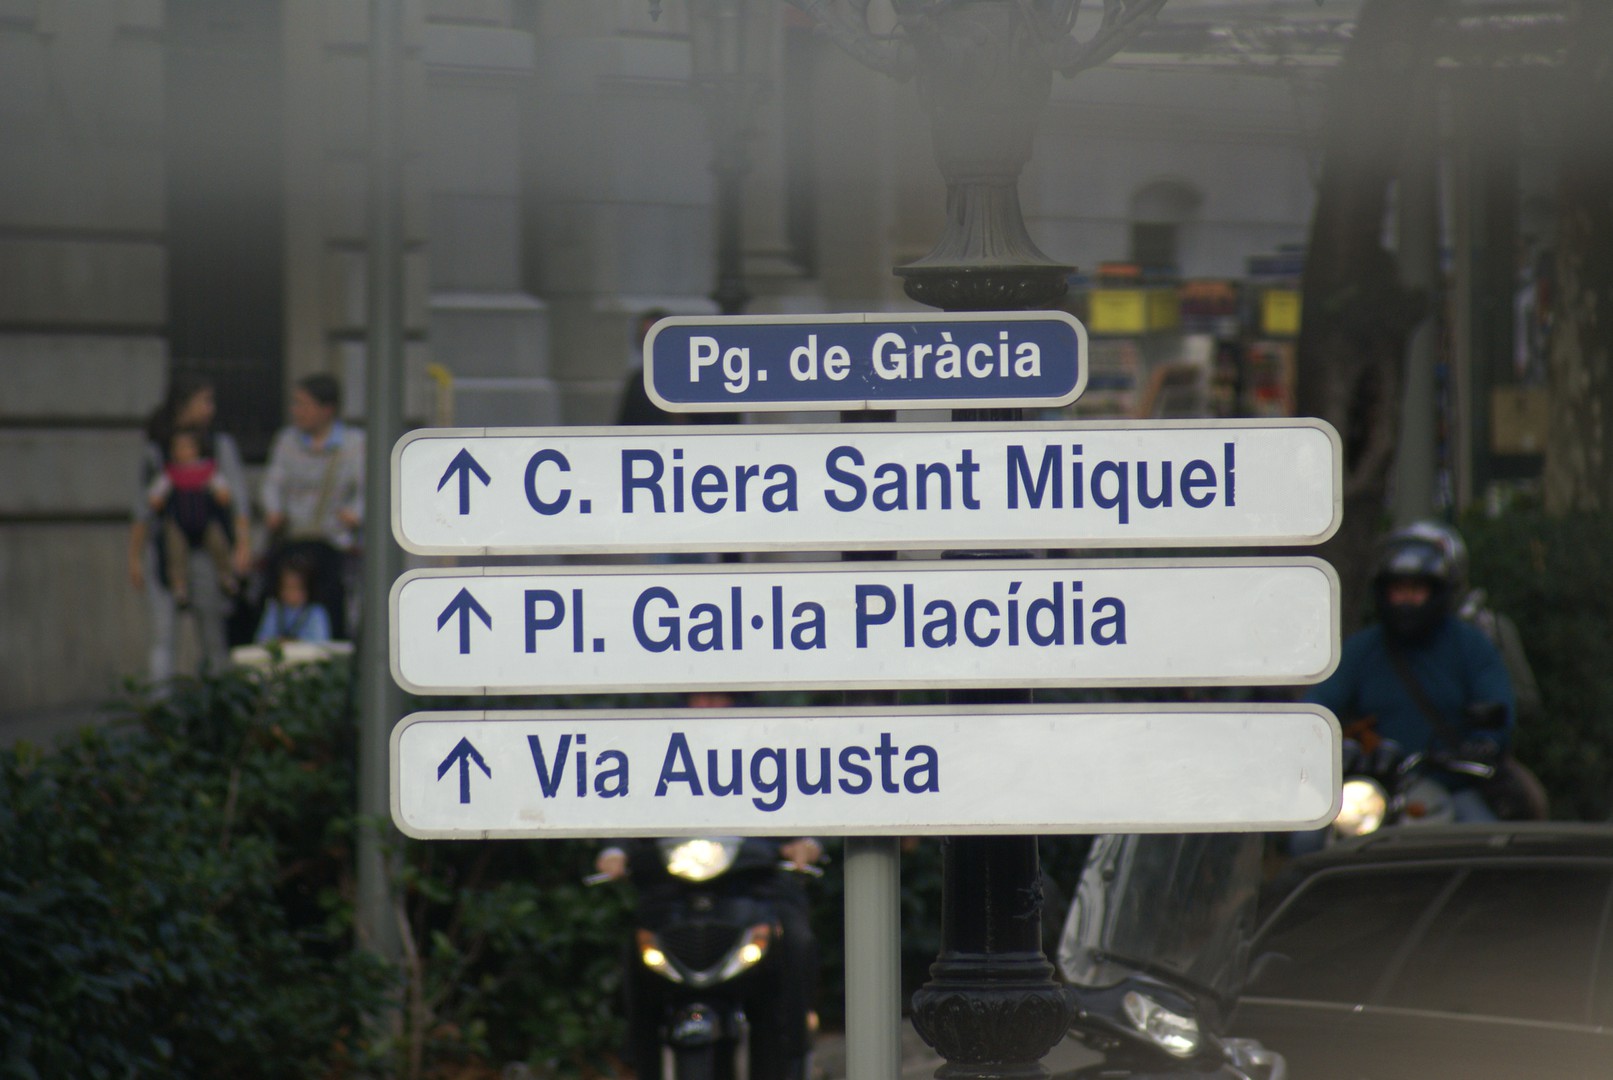 Pg. de Gràcia
↑ C. Riera Sant Miquel
↑ Pl. Gal·la Placídia
↑ Via Augusta